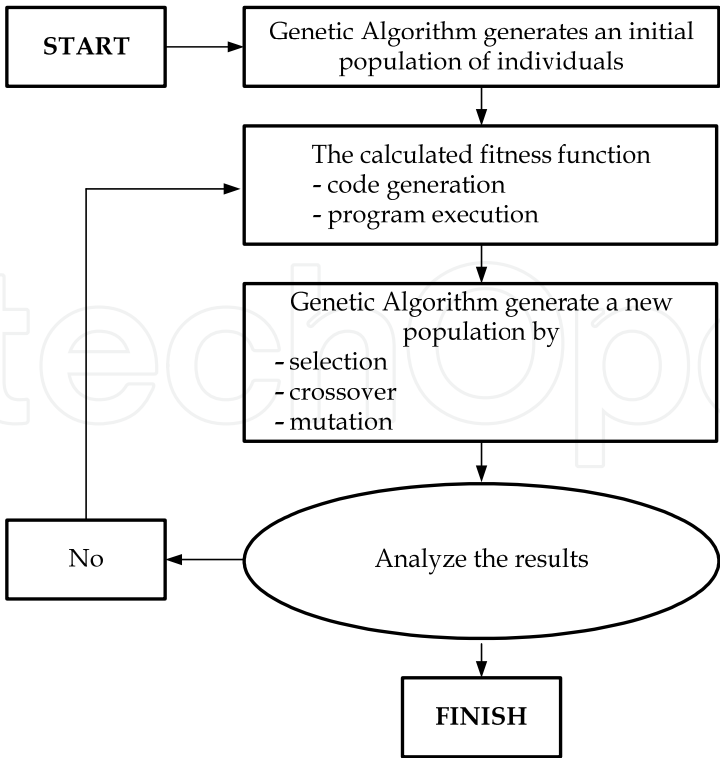 START
Genetic Algorithm generates an initial
population of individuals
The calculated fitness function
- code generation
- program execution
Genetic Algorithm generate a new
population by
- selection
- crossover
- mutation
Analyze the results
No
FINISH
techOpe